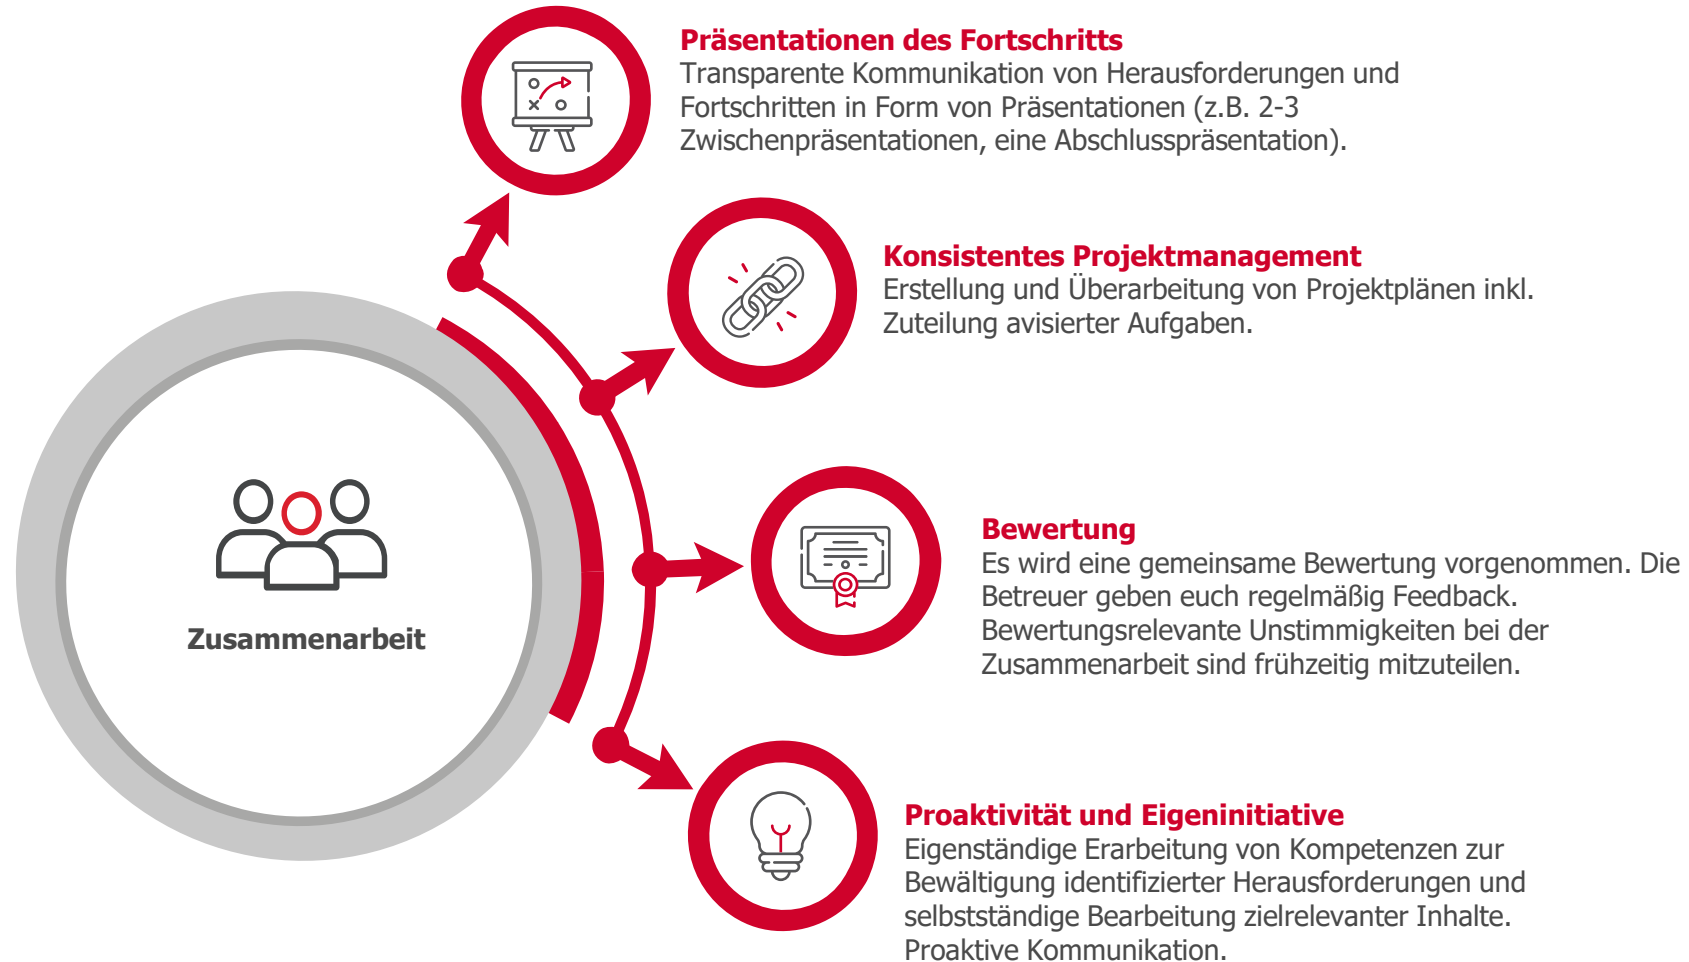 Präsentationen des Fortschritts
Transparente Kommunikation von Herausforderungen und
Fortschritten in Form von Präsentationen (z.B. 2-3
Zwischenpräsentationen, eine Abschlusspräsentation).
Konsistentes Projektmanagement
Erstellung und Überarbeitung von Projektplänen inkl.
Zuteilung avisierter Aufgaben.
Zusammenarbeit
Bewertung
Es wird eine gemeinsame Bewertung vorgenommen. Die
Betreuer geben euch regelmäßig Feedback.
Bewertungsrelevante Unstimmigkeiten bei der
Zusammenarbeit sind frühzeitig mitzuteilen.
Proaktivität und Eigeninitiative
Eigenständige Erarbeitung von Kompetenzen zur
Bewältigung identifizierter Herausforderungen und
selbstständige Bearbeitung zielrelevanter Inhalte.
Proaktive Kommunikation.